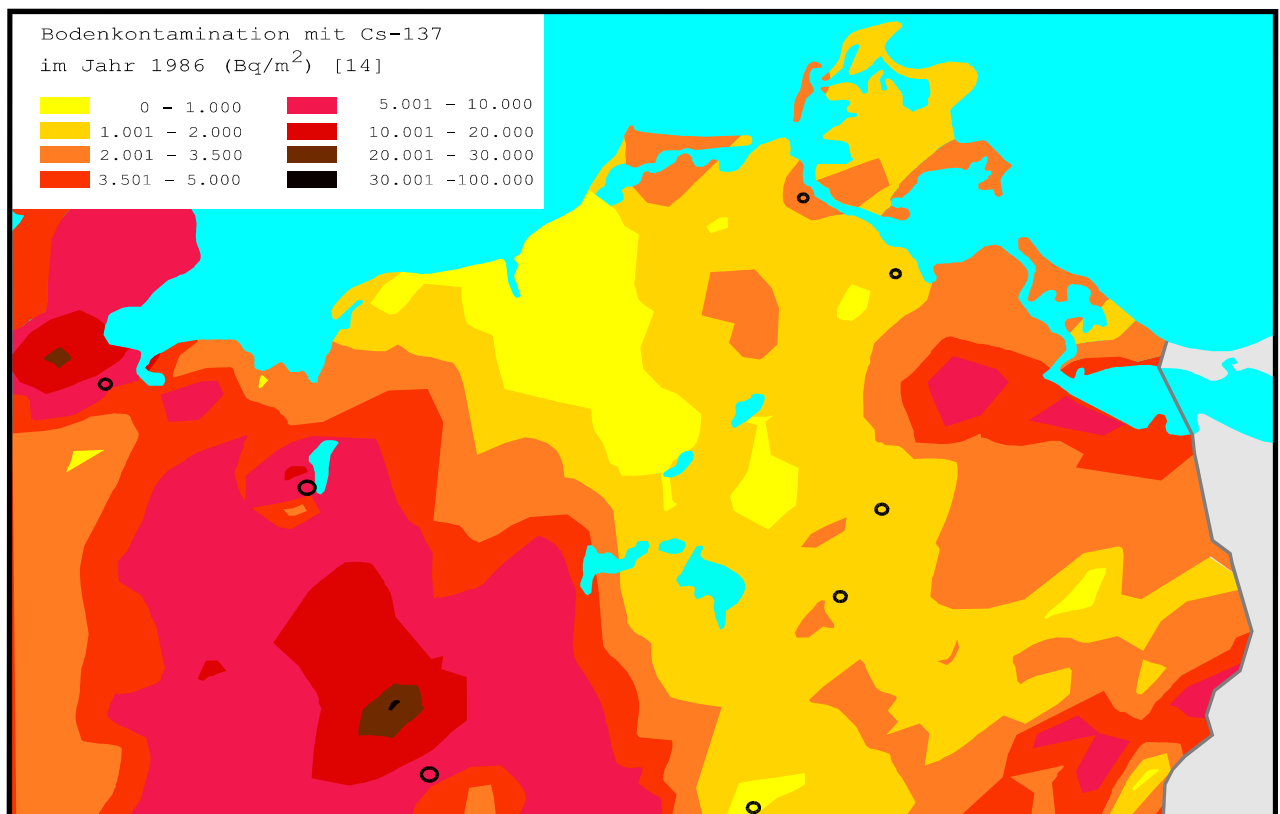 Bodenkontamination mit Cs-137
im Jahr 1986 (Bq/m²) [14]
0 – 1.000
1.001 – 2.000
2.001 – 3.500
3.501 – 5.000
5.001 – 10.000
10.001 – 20.000
20.001 – 30.000
30.001 –100.000